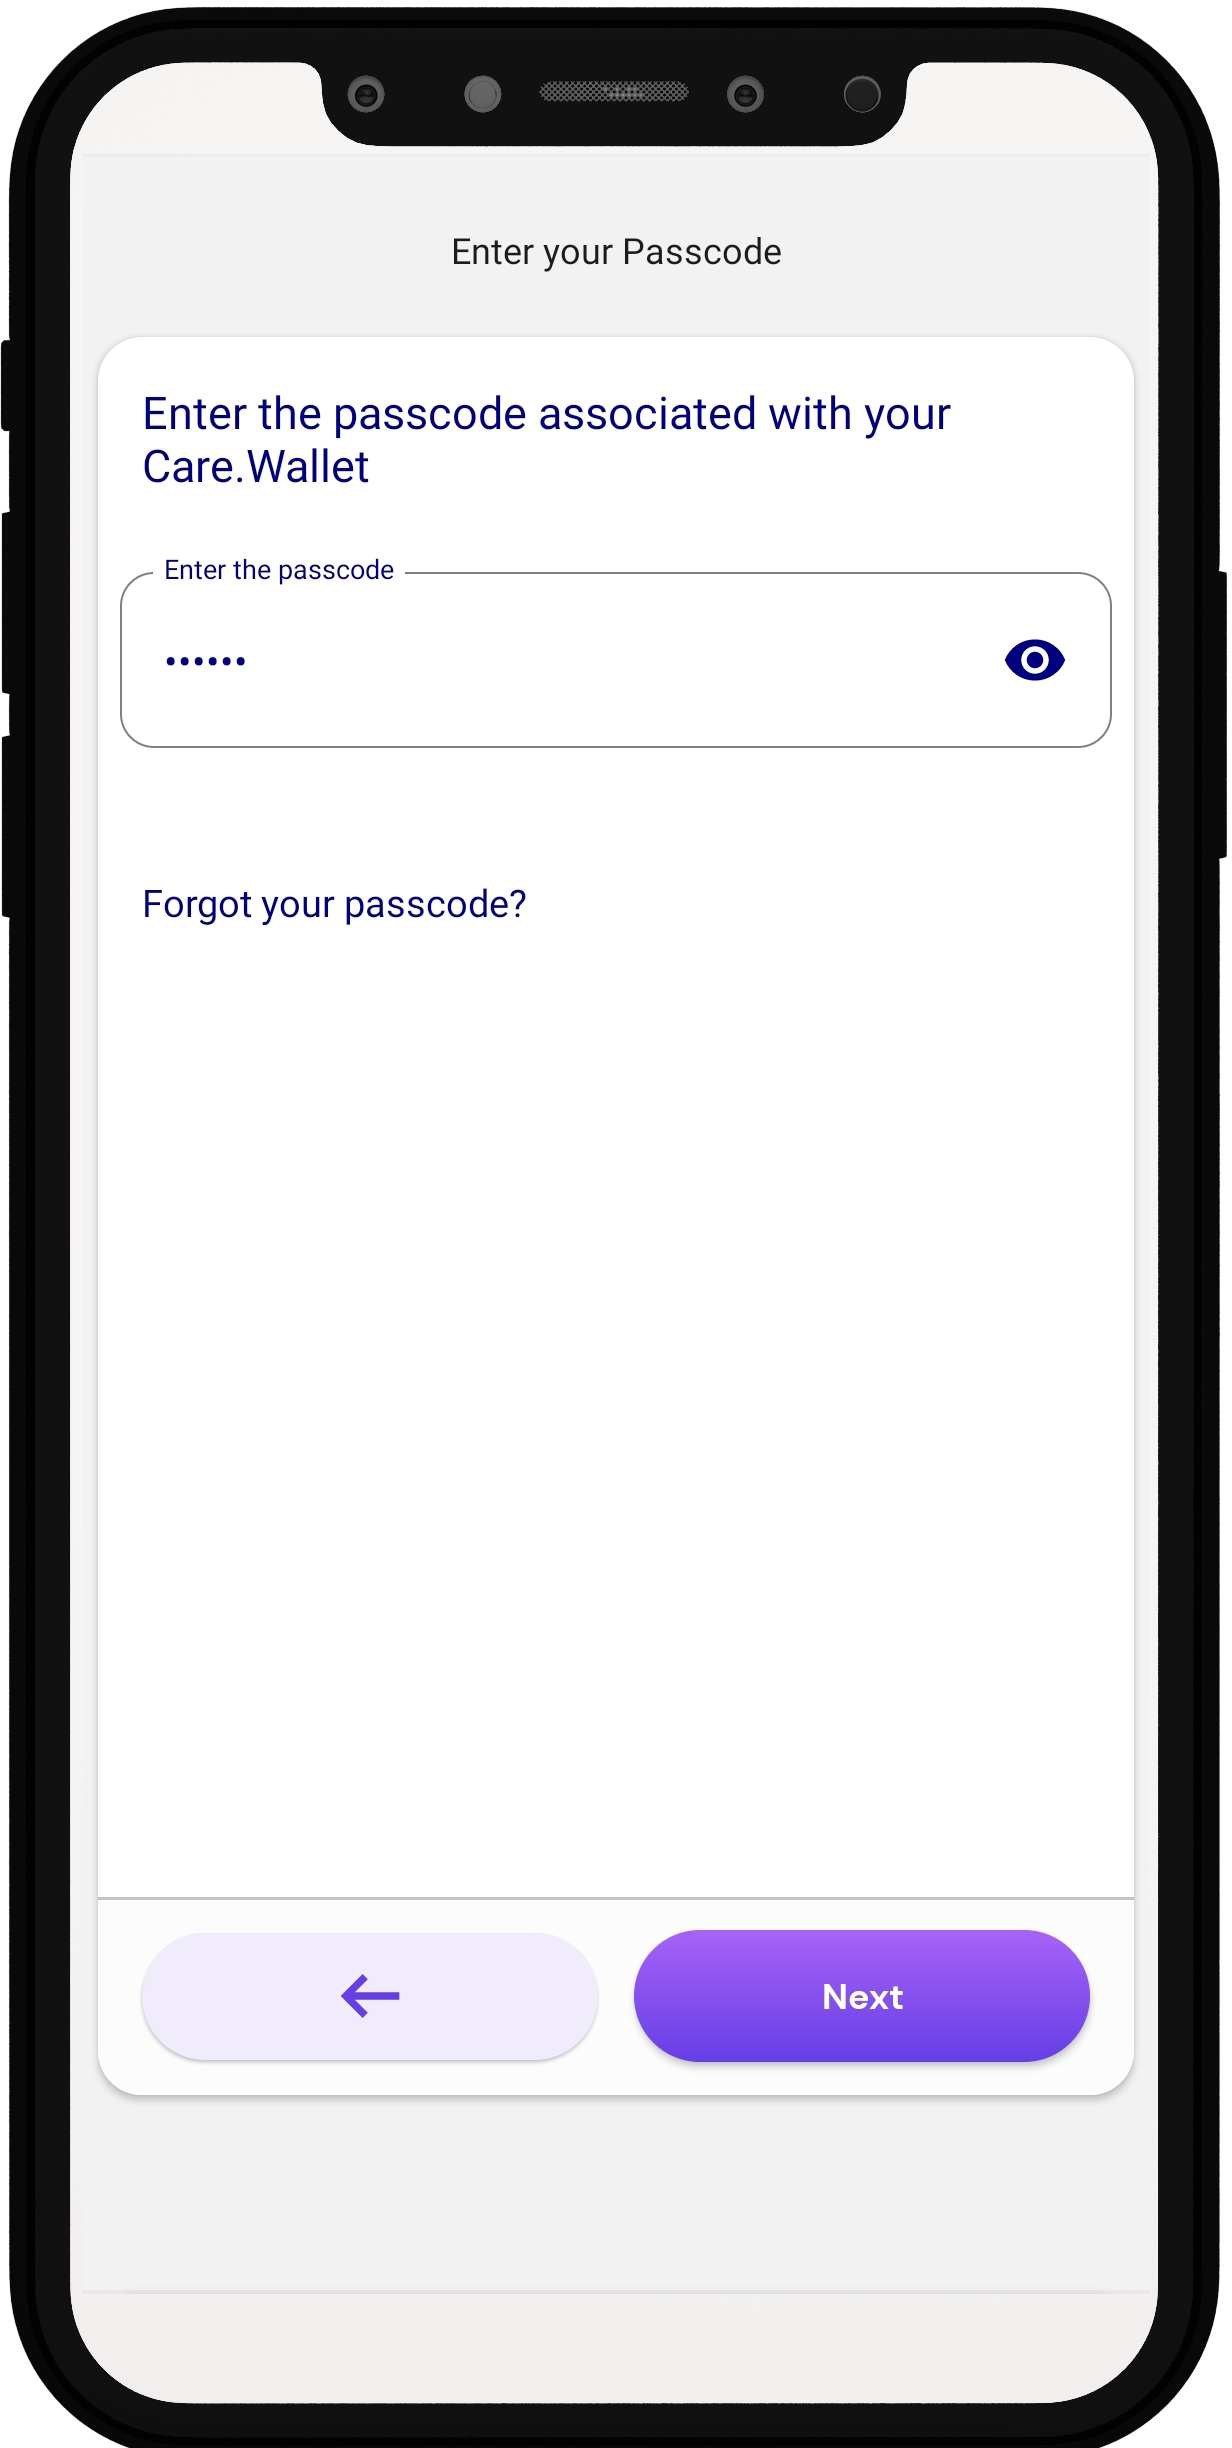 Enter your Passcode
Enter the passcode associated with your
Care.Wallet
Enter the passcode
••••••
Forgot your passcode?
Next